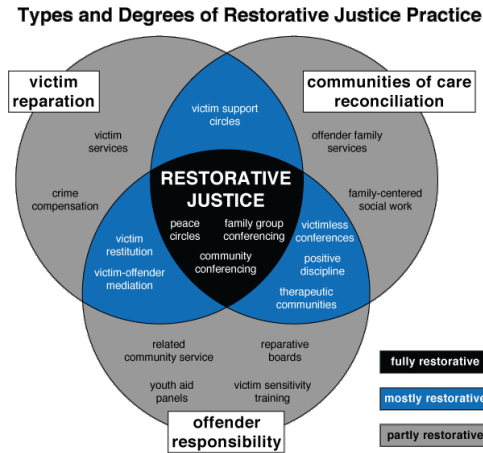 Types and Degrees of Restorative Justice Practice
victim
reparation
communities of care
reconciliation
victim support
circles
victim
services
offender family
services
crime
compensation
family-centered
social work
RESTORATIVE
JUSTICE
peace
circles
family group
conferencing
community
conferencing
victim
restitution
victim-offender
mediation
victimless
conferences
positive
discipline
therapeutic
communities
related
community service
reparative
boards
youth aid
panels
victim sensitivity
training
offender
responsibility
fully restorative
mostly restorative
partly restorative